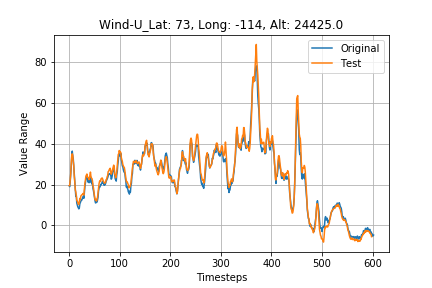 Wind-U_Lat: 73, Long: -114, Alt: 24425.0
Original
Test
Value Range
80
60
40
20
0
0 100 200 300 400 500 600
Timesteps